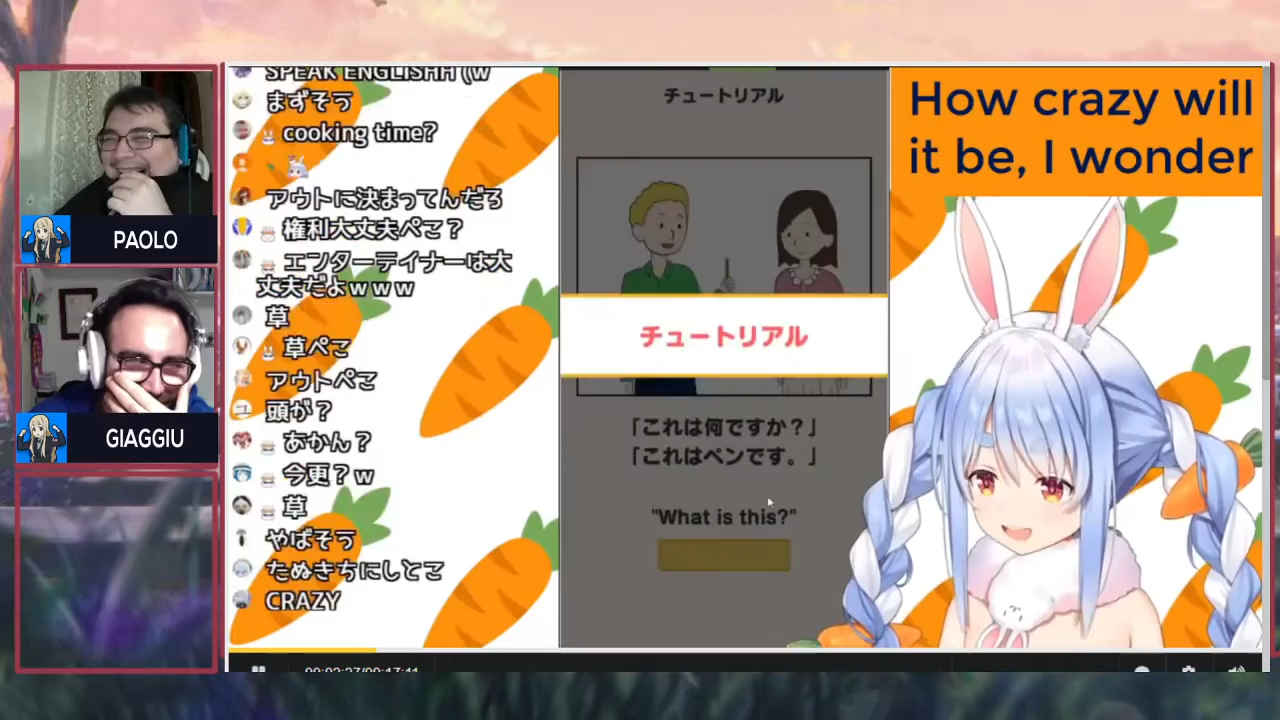 PAOLO
GIAGGIU
SPEAK ENGLISHH (w
まずそう
cooking time?
アウトに決まってんだろ
権利大丈夫ぺこ？
エンターテイナーは大
丈夫だよｗｗｗ
草
草ぺこ
アウトぺこ
頭が？
あかん？
今更？ｗ
草
やばそう
たぬきちにしとこ
CRAZY
チュートリアル
チュートリアル
「これは何ですか？」
「これはペンです。」
"What is this?"
How crazy will
it be, I wonder